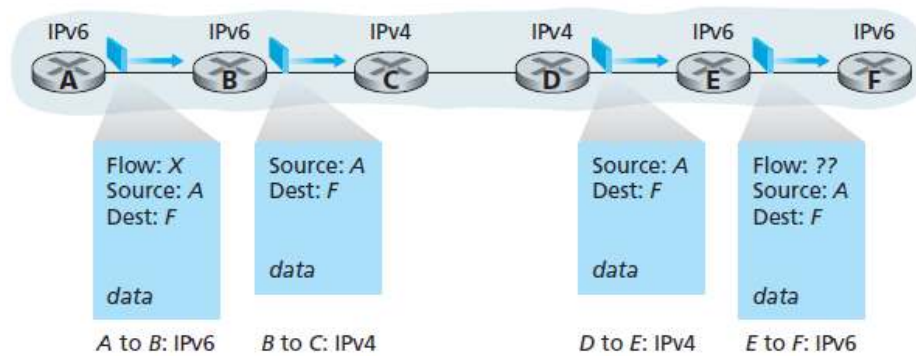 IPv6
IPv6
IPv4
IPv4
IPv6
IPv6
A
B
C
D
E
F
Flow: X
Source: A
Dest: F
data
Source: A
Dest: F
data
Source: A
Dest: F
data
Flow: ??
Source: A
Dest: F
data
A to B: IPv6
B to C: IPv4
D to E: IPv4
E to F: IPv6